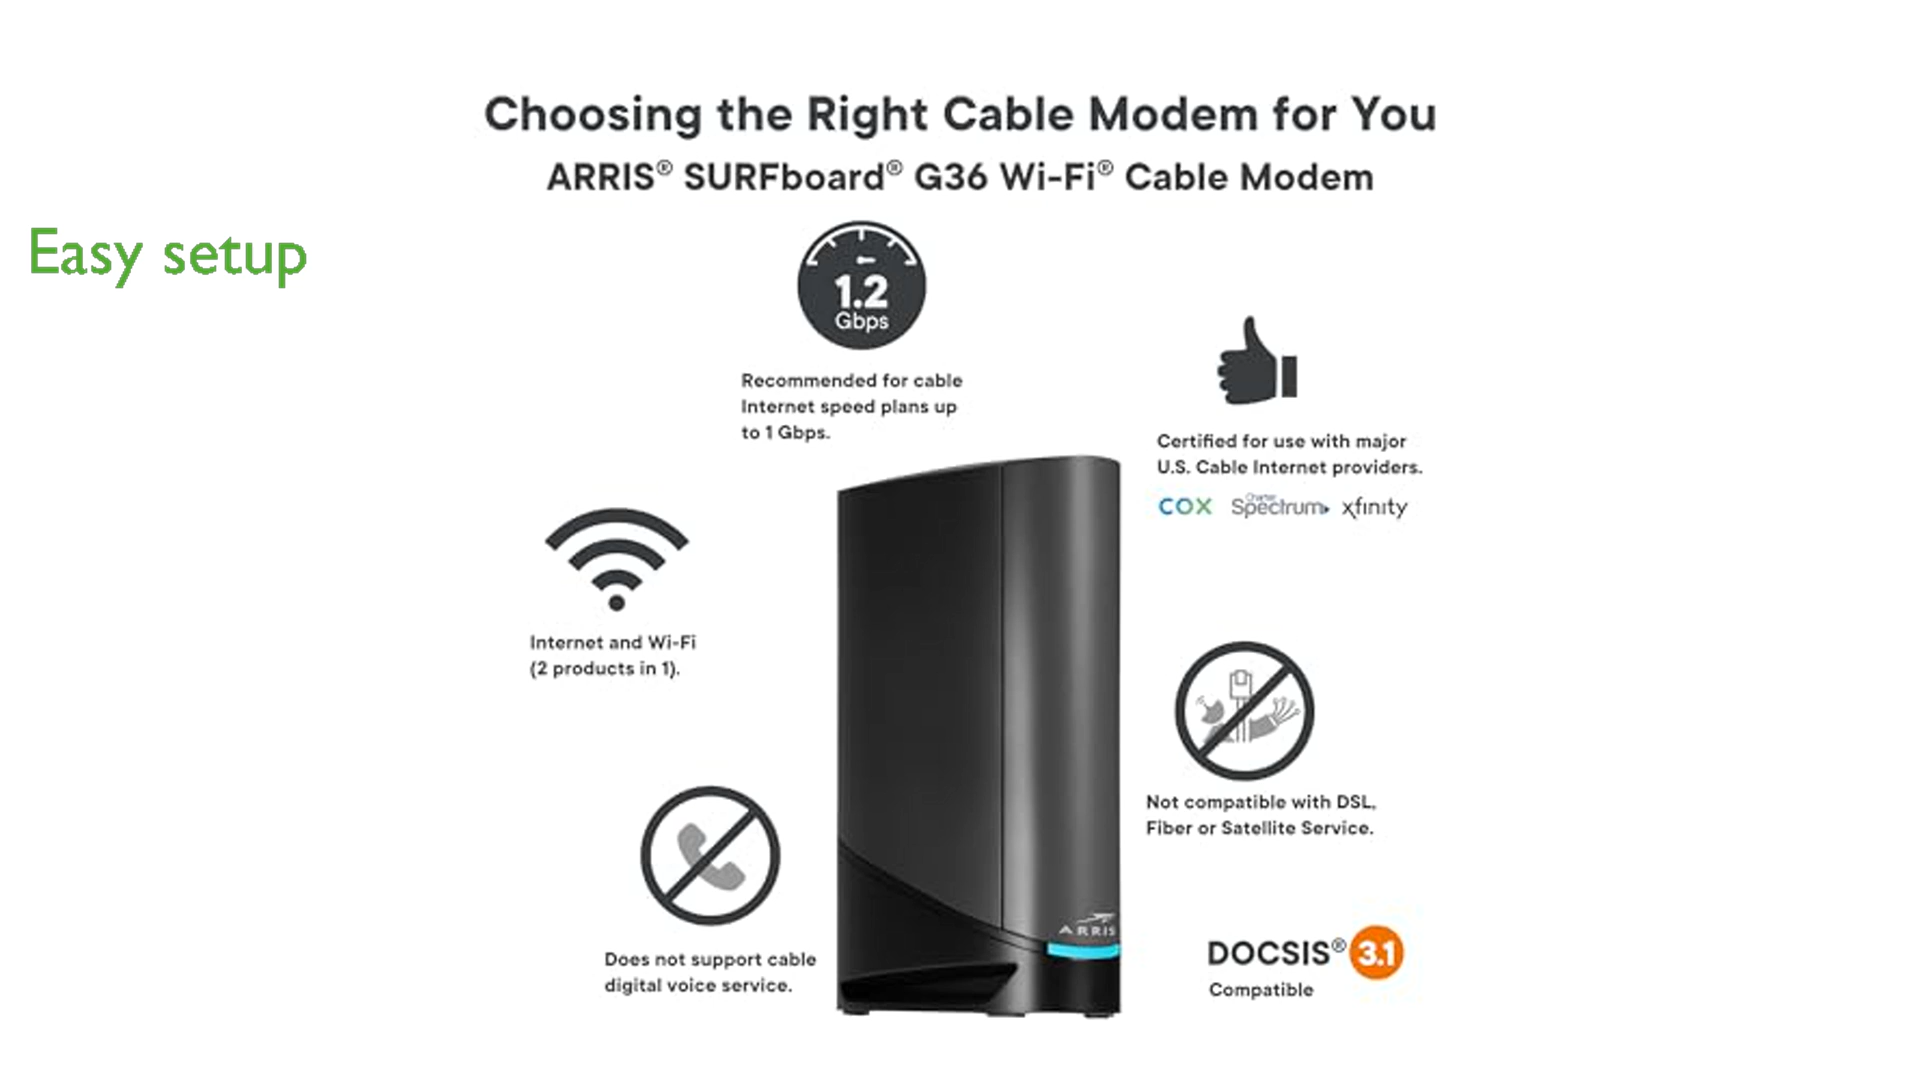 Choosing the Right Cable Modem for You
ARRIS® SURFboard® G36 Wi-Fi® Cable Modem
Easy setup
1.2
Gbps
Recommended for cable
Internet speed plans up
to 1 Gbps.
Certified for use with major
U.S. Cable Internet providers.
COX Charter Spectrum xfinity
Internet and Wi-Fi
(2 products in 1).
Not compatible with DSL,
Fiber or Satellite Service.
Does not support cable
digital voice service.
ARRIS
DOCSIS® 3.1
Compatible